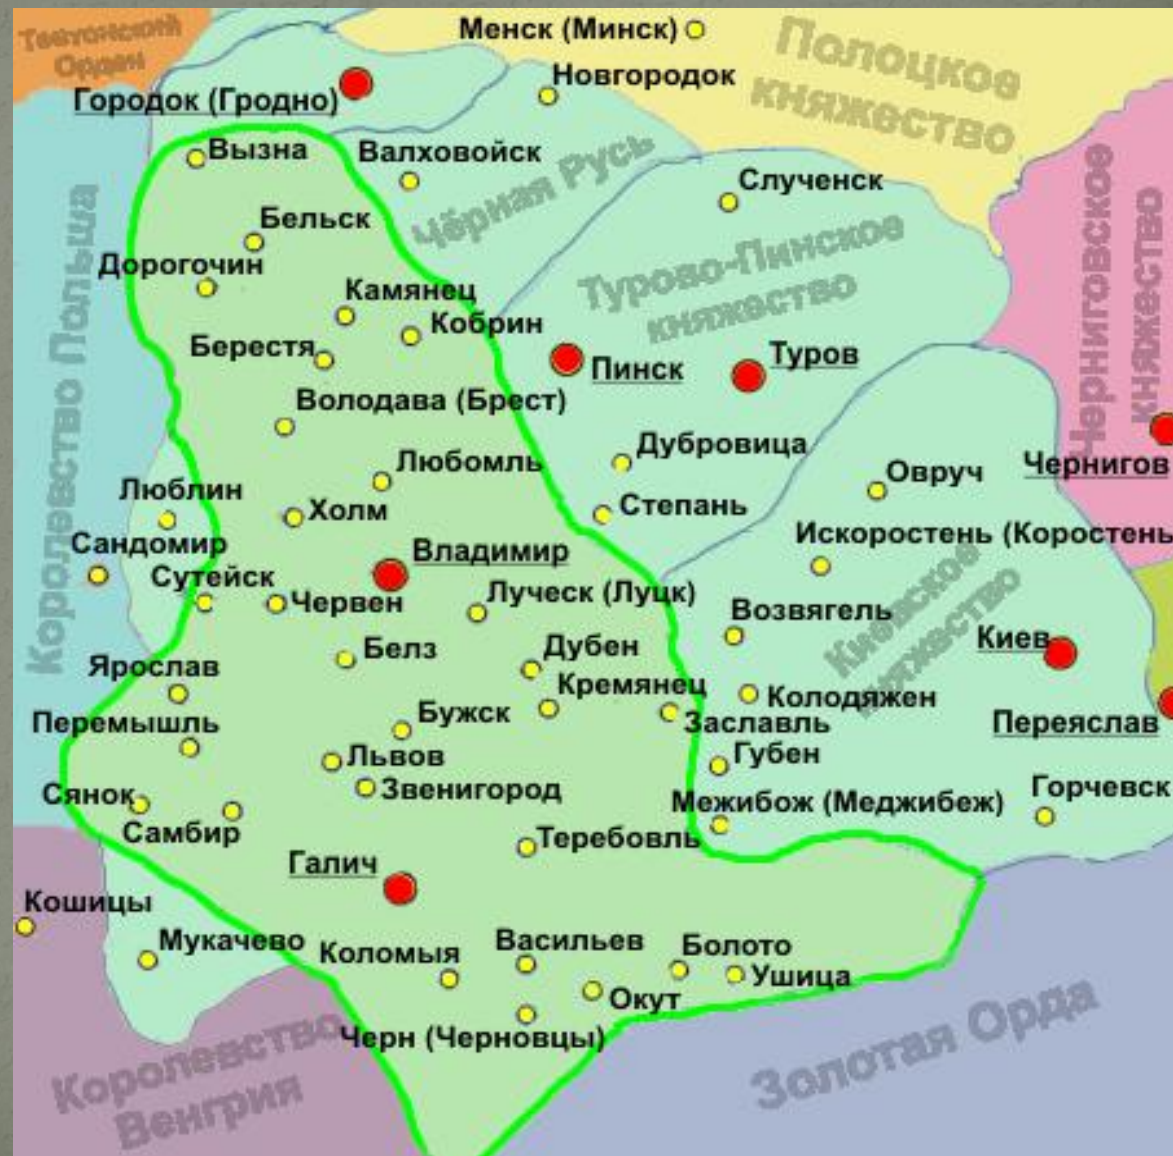 Тевтонский
Орден
Менск (Минск)
Полоцкое
княжество
Городок (Гродно)
Новгородок
Вызна
Валховойск
Чёрная Русь
Слученск
Черниговское
княжество
Королевство Польша
Бельск
Дорогочин
Камянец
Кобрин
Турово-Пинское
княжество
Берестя
Пинск
Туров
Володава (Брест)
Любомль
Дубровица
Овруч
Чернигов
Люблин
Холм
Степань
Искоростень (Коростень
Сандомир
Владимир
Сутейск
Червен
Луческ (Луцк)
Возвягель
Киевское
княжество
Киев
Белз
Дубен
Ярослав
Кремянец
Колодяжен
Перемышль
Бужск
Заславль
Переяслав
Львов
Губен
Звенигород
Сянок
Межибож (Меджибеж)
Горчевск
Самбир
Теребовль
Галич
Кошицы
Мукачево
Коломыя
Васильев
Болото
Ушица
Окут
Черн (Черновцы)
Королевство
Венгрия
Золотая Орда